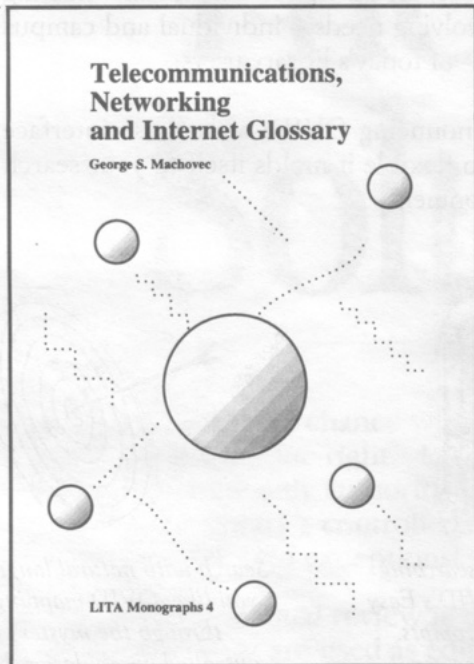 Telecommunications,
Networking
and Internet Glossary
George S. Machovec
LITA Monographs 4